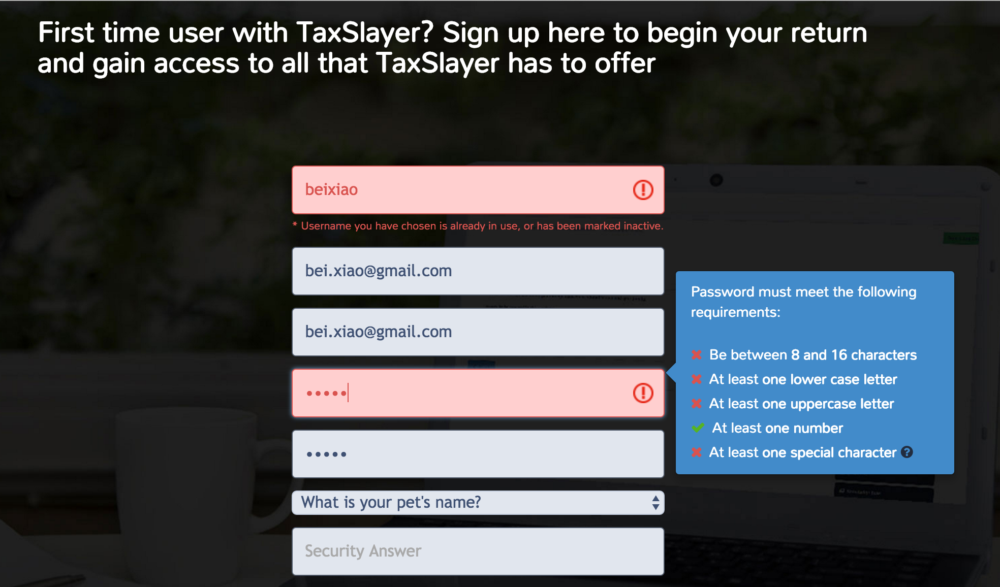 First time user with TaxSlayer? Sign up here to begin your return
and gain access to all that TaxSlayer has to offer
beixiao
* Username you have chosen is already in use, or has been marked inactive.
bei.xiao@gmail.com
bei.xiao@gmail.com
•••••
•••••
What is your pet's name?
Security Answer
Password must meet the following
requirements:
Be between 8 and 16 characters
At least one lower case letter
At least one uppercase letter
At least one number
At least one special character ?